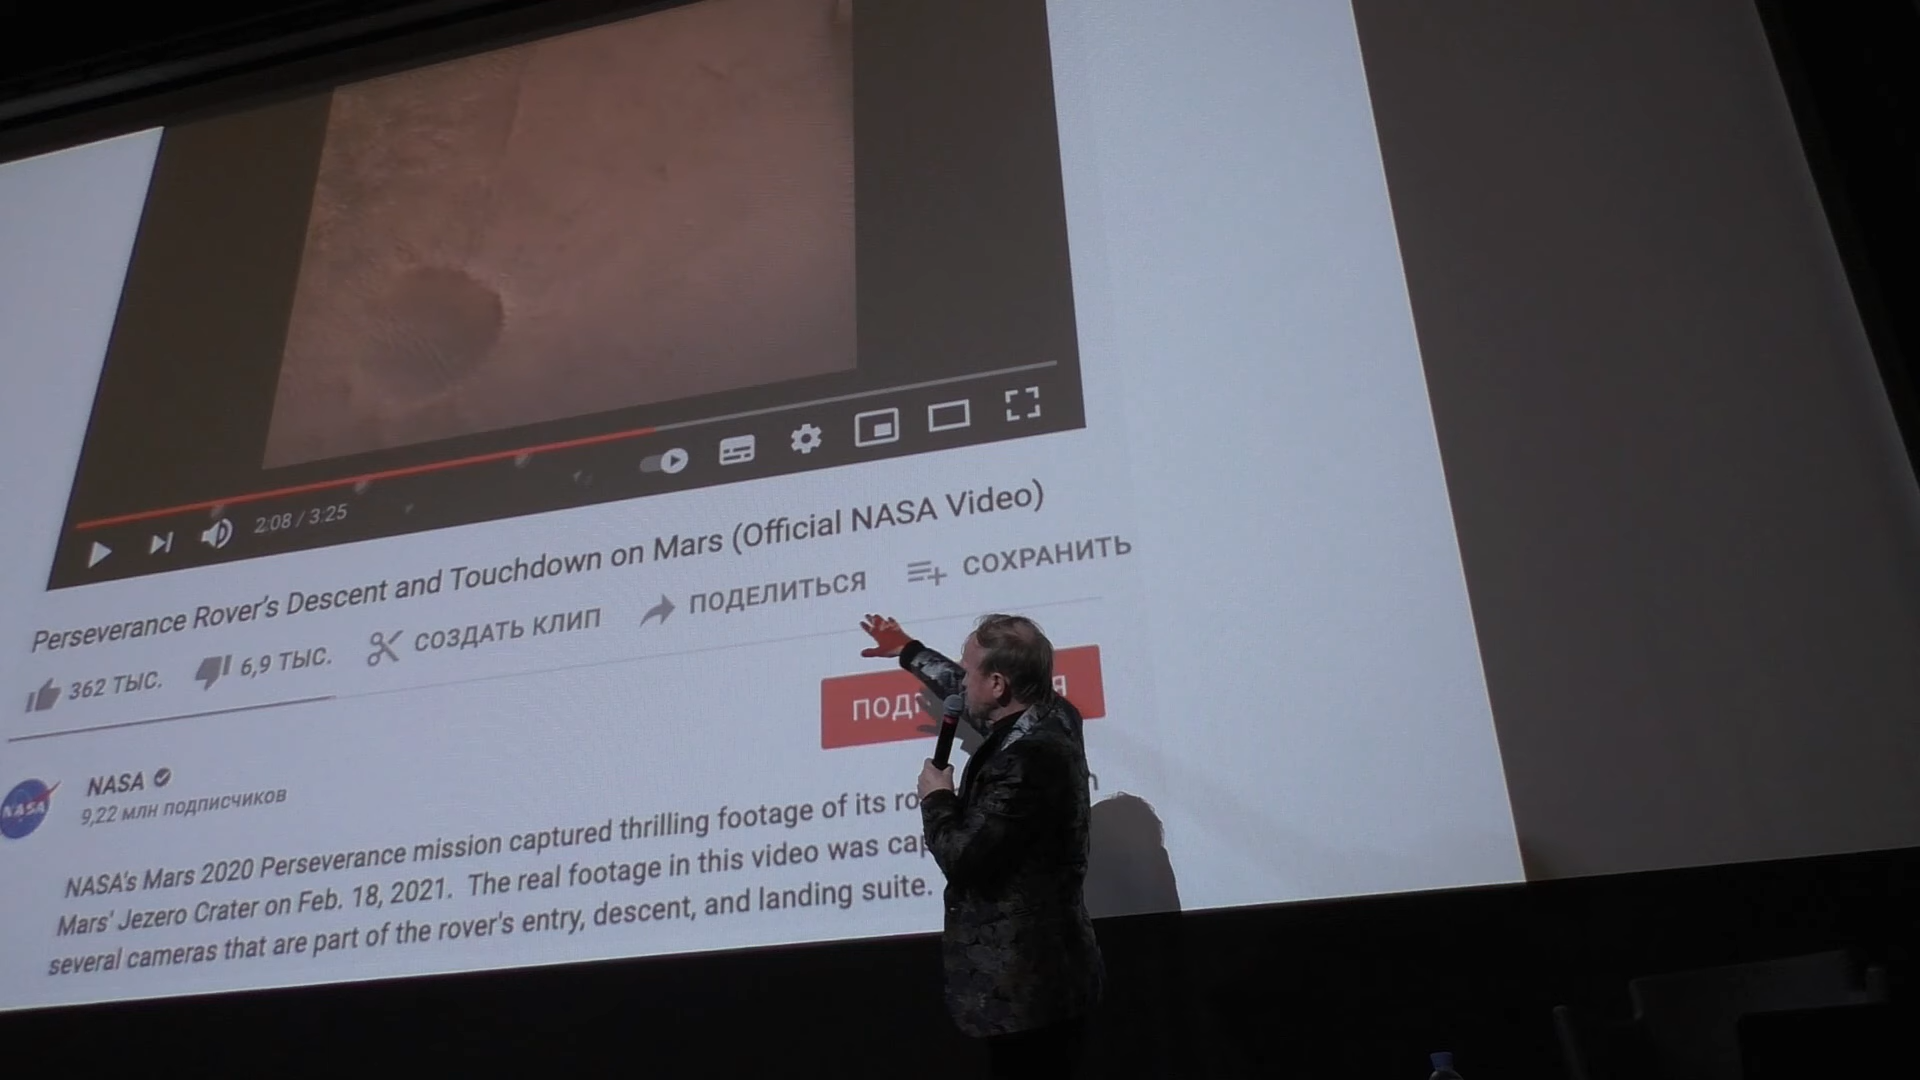 2:08 / 3:25
Perseverance Rover's Descent and Touchdown on Mars (Official NASA Video)
362 ТЫС. 6,9 ТЫС. СОЗДАТЬ КЛИП ПОДЕЛИТЬСЯ СОХРАНИТЬ
NASA
NASA
9,22 млн подписчиков
NASA's Mars 2020 Perseverance mission captured thrilling footage of its
Mars' Jezero Crater on Feb. 18, 2021. The real footage in this video was
several cameras that are part of the rover's entry, descent, and landing suite.